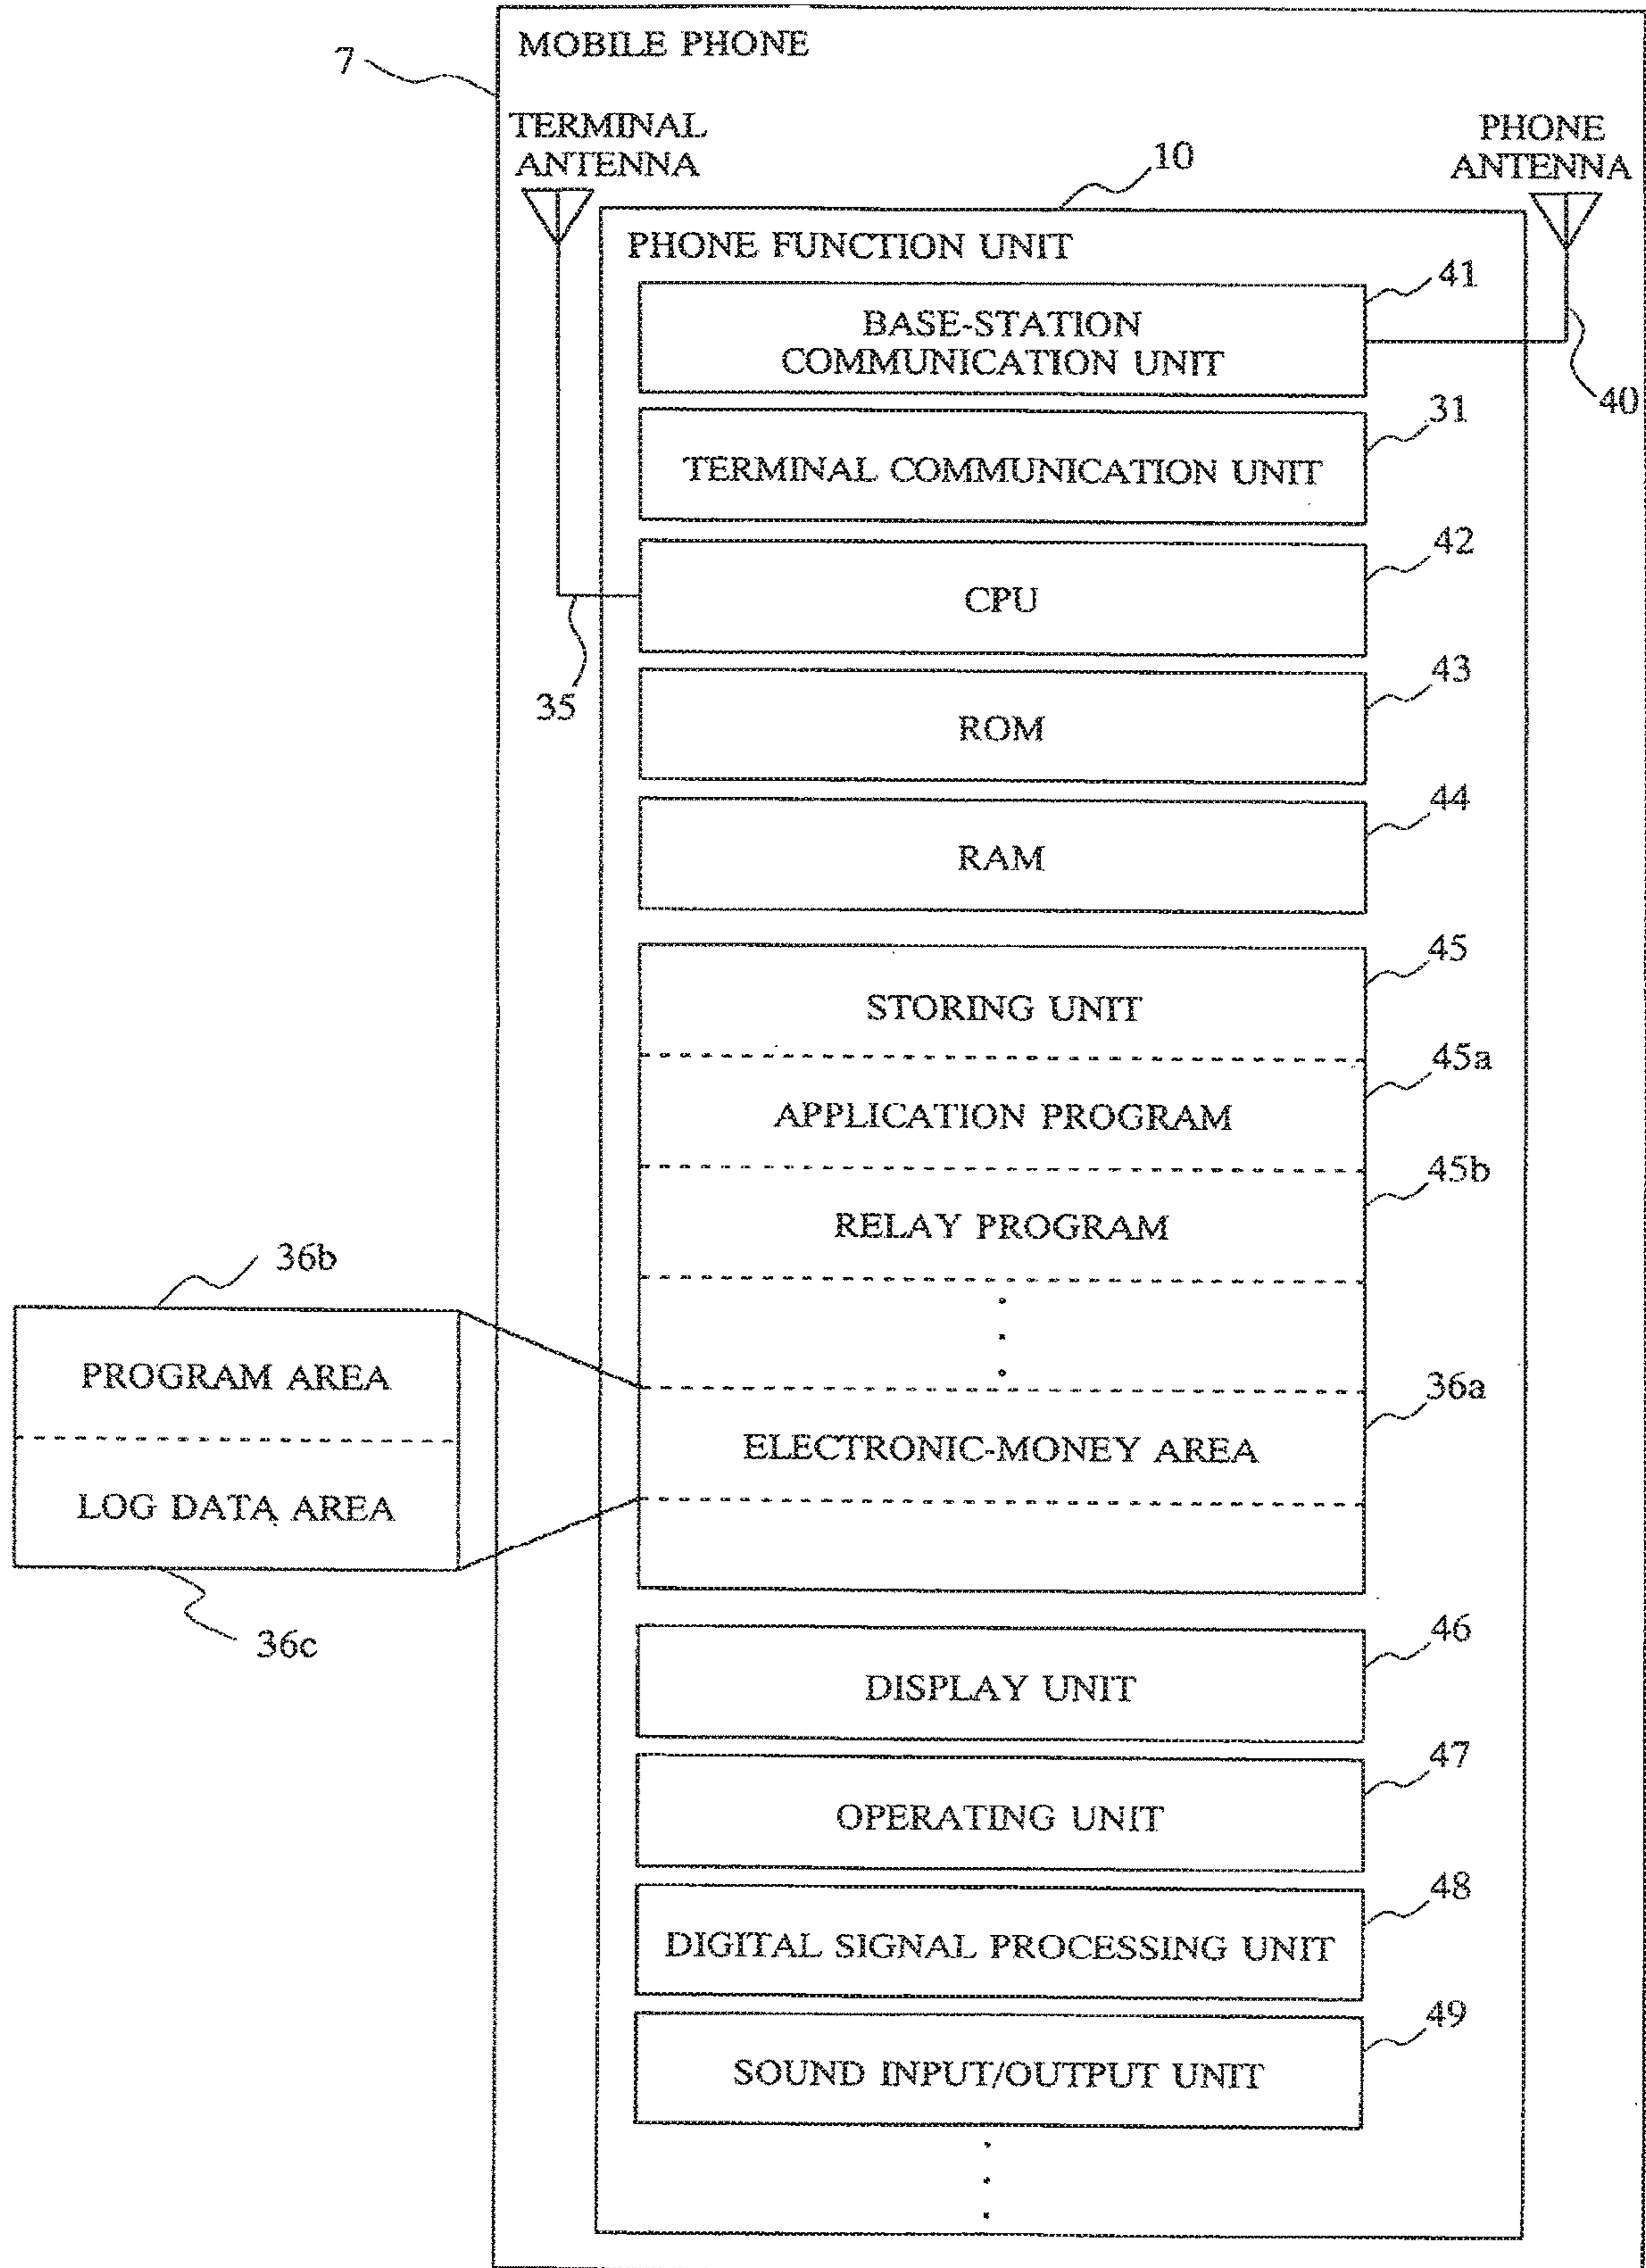 MOBILE PHONE
7
TERMINAL
ANTENNA
PHONE
ANTENNA
10
PHONE FUNCTION UNIT
41
BASE-STATION
COMMUNICATION UNIT
40
31
TERMINAL COMMUNICATION UNIT
42
CPU
35
43
ROM
44
RAM
45
STORING UNIT
45a
APPLICATION PROGRAM
45b
RELAY PROGRAM
36b
PROGRAM AREA
36a
ELECTRONIC-MONEY AREA
LOG DATA AREA
36c
46
DISPLAY UNIT
47
OPERATING UNIT
48
DIGITAL SIGNAL PROCESSING UNIT
49
SOUND INPUT/OUTPUT UNIT